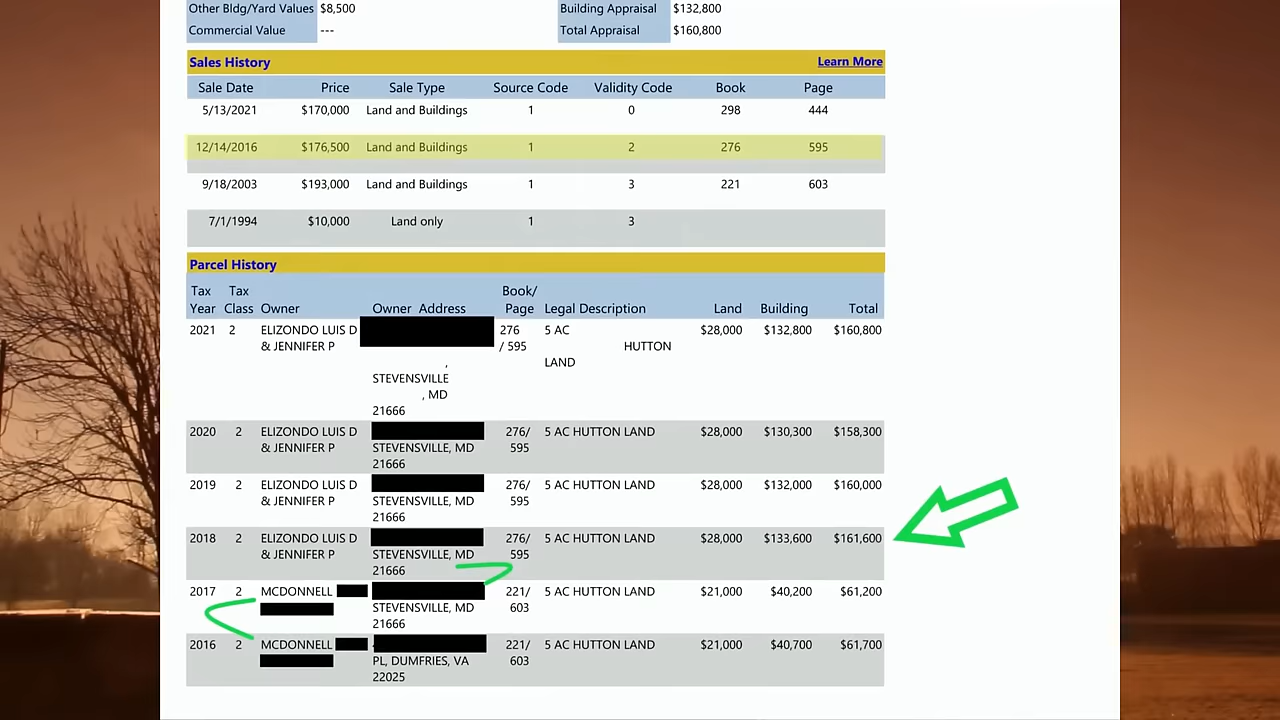 Other Bldg/Yard Values $8,500 Building Appraisal $132,800
Commercial Value --- Total Appraisal $160,800
Sales History Learn More
Sale Date Price Sale Type Source Code Validity Code Book Page
5/13/2021 $170,000 Land and Buildings 1 0 298 444
12/14/2016 $176,500 Land and Buildings 1 2 276 595
9/18/2003 $193,000 Land and Buildings 1 3 221 603
7/1/1994 $10,000 Land only 1 3
Parcel History
Tax Tax Book/
Year Class Owner Owner Address Page Legal Description Land Building Total
2021 2 ELIZONDO LUIS D 276 5 AC $28,000 $132,800 $160,800
& JENNIFER P / 595 HUTTON
, LAND
STEVENSVILLE
, MD
21666
2020 2 ELIZONDO LUIS D 276/ 5 AC HUTTON LAND $28,000 $130,300 $158,300
& JENNIFER P STEVENSVILLE, MD 595
21666
2019 2 ELIZONDO LUIS D 276/ 5 AC HUTTON LAND $28,000 $132,000 $160,000
& JENNIFER P STEVENSVILLE, MD 595
21666
2018 2 ELIZONDO LUIS D 276/ 5 AC HUTTON LAND $28,000 $133,600 $161,600
& JENNIFER P STEVENSVILLE, MD 595
21666
2017 2 MCDONNELL 221/ 5 AC HUTTON LAND $21,000 $40,200 $61,200
STEVENSVILLE, MD 603
21666
2016 2 MCDONNELL 221/ 5 AC HUTTON LAND $21,000 $40,700 $61,700
PL, DUMFRIES, VA 603
22025